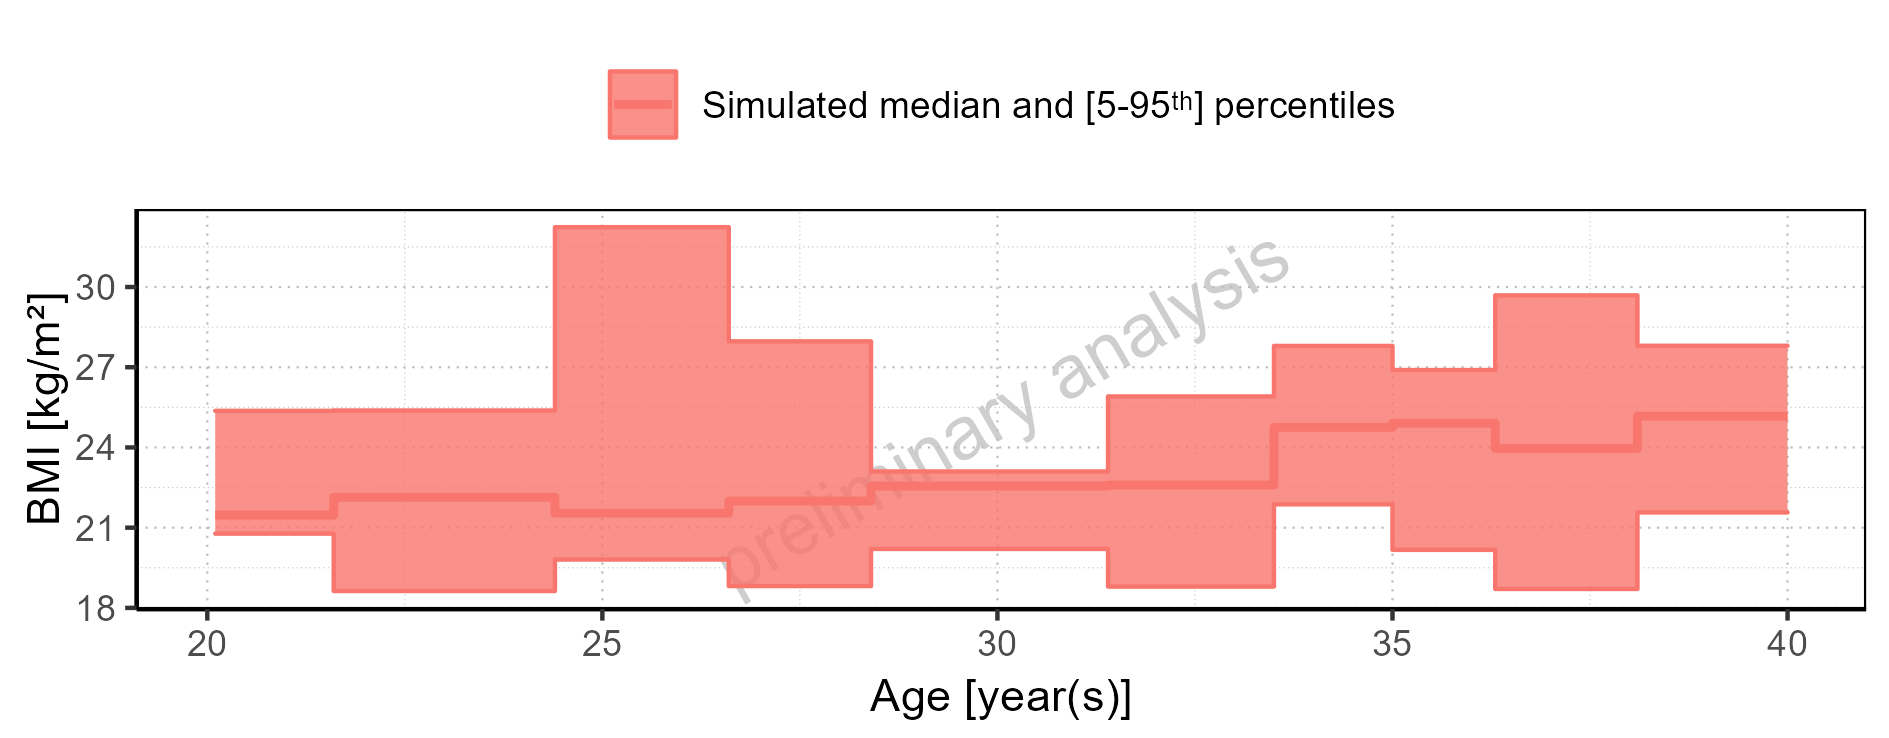 Simulated median and [5-95ᵗʰ] percentiles
30
27
24
21
18
BMI [kg/m²]
preliminary analysis
20 25 30 35 40
Age [year(s)]